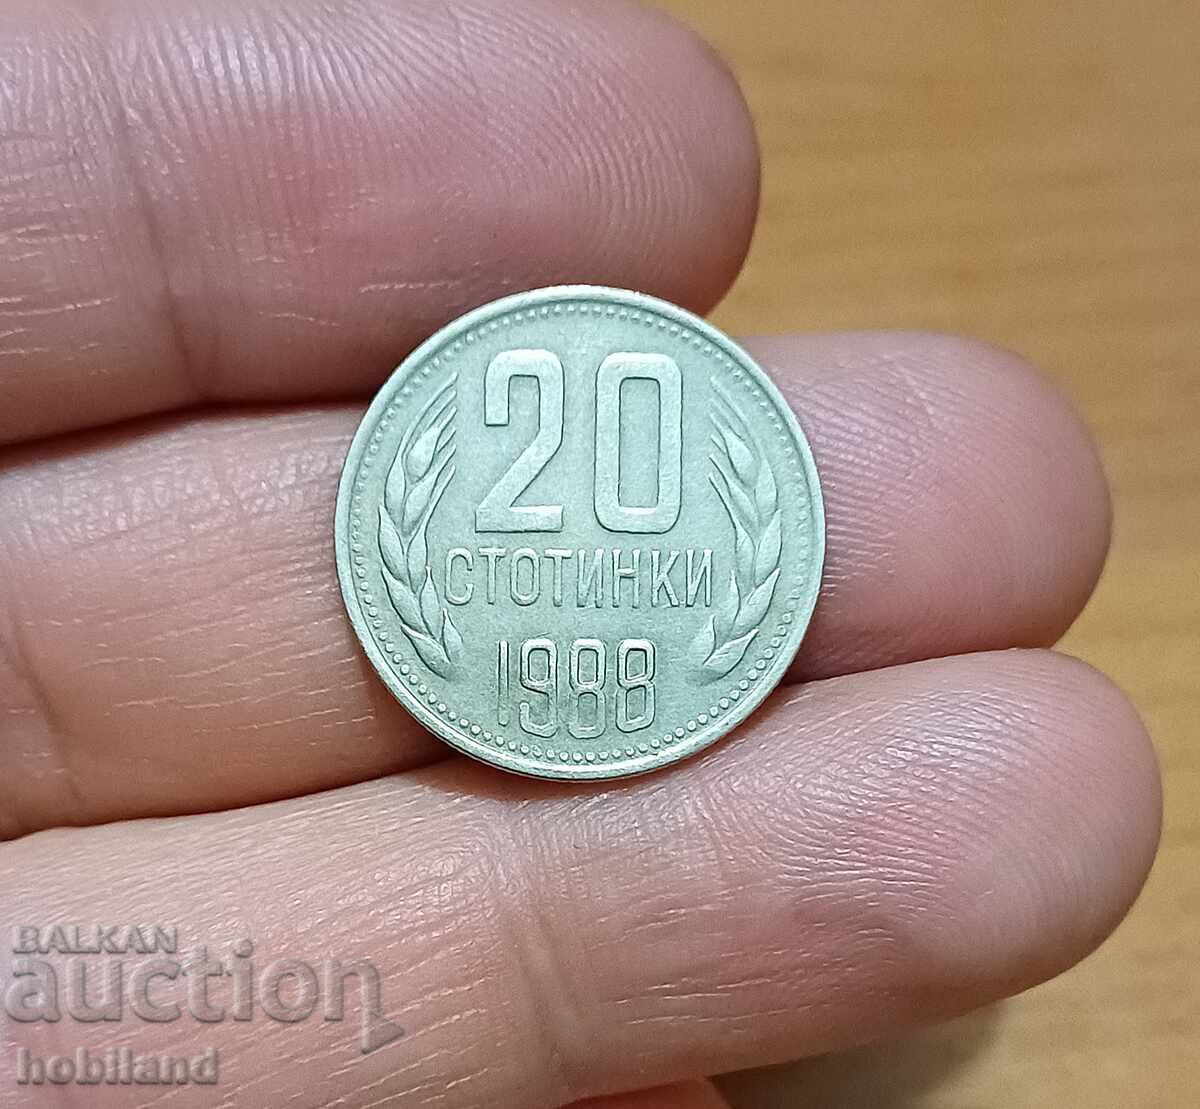 20
СТОТИНКИ
1988
BALKAN
auction
hobiland